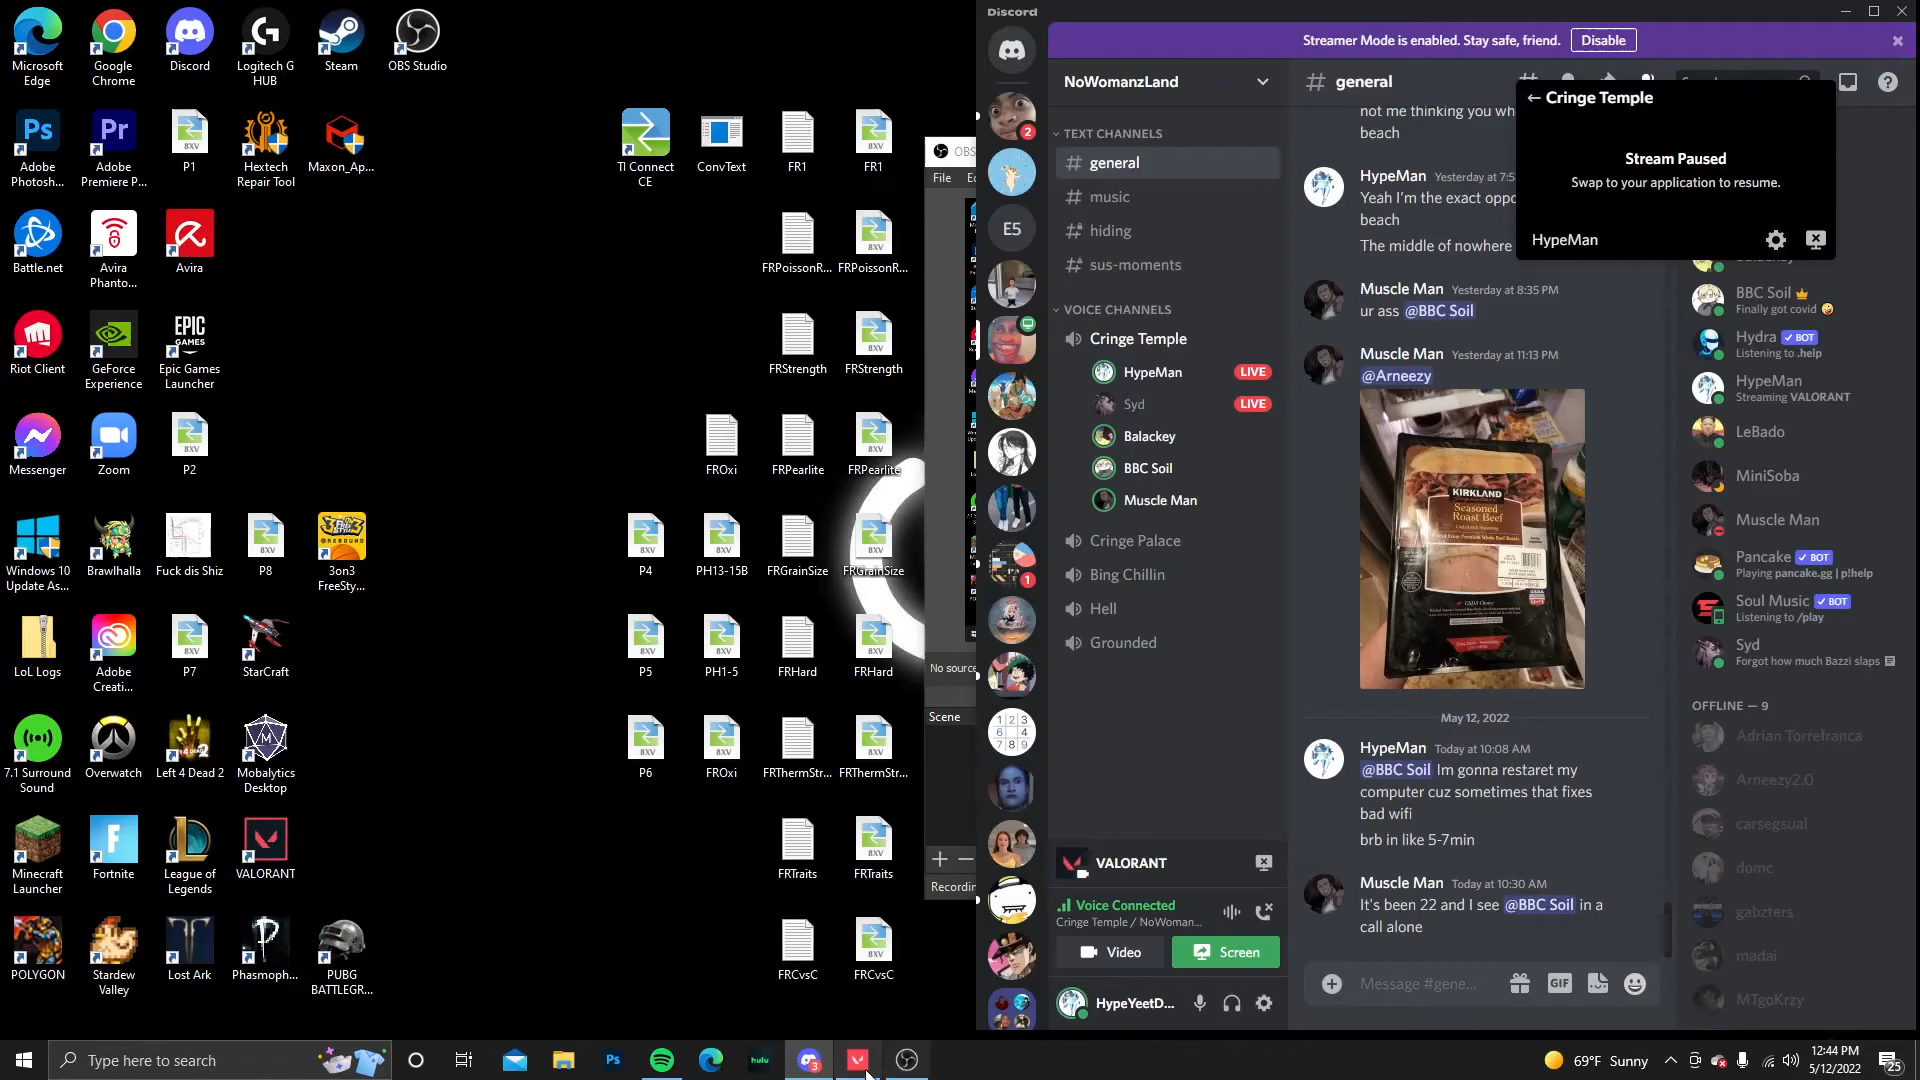 Microsoft Edge
Google Chrome
Discord
Logitech G HUB
Steam
OBS Studio
Adobe Photosh...
Adobe Premiere P...
P1
Hextech Repair Tool
Maxon_Ap...
TI Connect CE
ConvText
FR1
FR1
Battle.net
Avira Phanto...
Avira
FRPoissonR...
FRPoissonR...
Riot Client
GeForce Experience
Epic Games Launcher
FRStrength
FRStrength
Messenger
Zoom
P2
FROxi
FRPearlite
FRPearlite
Windows 10 Update As...
Brawlhalla
Fuck dis Shiz
P8
3on3 FreeSty...
P4
PH13-15B
FRGrainSize
FRGrainSize
LoL Logs
Adobe Creati...
P7
StarCraft
P5
PH1-5
FRHard
FRHard
7.1 Surround Sound
Overwatch
Left 4 Dead 2
Mobalytics Desktop
P6
FROxi
FRThermStr...
FRThermStr...
Minecraft Launcher
Fortnite
League of Legends
VALORANT
FRTraits
FRTraits
POLYGON
Stardew Valley
Lost Ark
Phasmoph...
PUBG BATTLEGR...
FRCvsC
FRCvsC
OBS
File
No source
Scene
Recordin
Discord
Streamer Mode is enabled. Stay safe, friend.
Disable
NoWomanzLand
TEXT CHANNELS
general
music
hiding
sus-moments
VOICE CHANNELS
Cringe Temple
HypeMan LIVE
Syd LIVE
Balackey
BBC Soil
Muscle Man
Cringe Palace
Bing Chillin
Hell
Grounded
VALORANT
Voice Connected
Cringe Temple / NoWoman...
Video
Screen
HypeYeetD...
2
E5
1
general
not me thinking you wh
beach
HypeMan Yesterday at 7:5
Yeah I'm the exact oppo
beach
The middle of nowhere
Muscle Man Yesterday at 8:35 PM
ur ass @BBC Soil
Muscle Man Yesterday at 11:13 PM
@Arneezy
KIRKLAND
Seasoned
Roast Beef
May 12, 2022
HypeMan Today at 10:08 AM
@BBC Soil Im gonna restaret my
computer cuz sometimes that fixes
bad wifi
brb in like 5-7min
Muscle Man Today at 10:30 AM
It's been 22 and I see @BBC Soil in a
call alone
Message #gene...
GIF
← Cringe Temple
Stream Paused
Swap to your application to resume.
HypeMan
BBC Soil
Finally got covid
Hydra BOT
Listening to .help
HypeMan
Streaming VALORANT
LeBado
MiniSoba
Muscle Man
Pancake BOT
Playing pancake.gg | p!help
Soul Music BOT
Listening to /play
Syd
Forgot how much Bazzi slaps
OFFLINE — 9
Adrian Torrefranca
Arneezy2.0
carsegsual
domc
gabzters
madai
MTgoKrzy
Type here to search
Ps
hulu
3
69°F Sunny
12:44 PM
5/12/2022
25